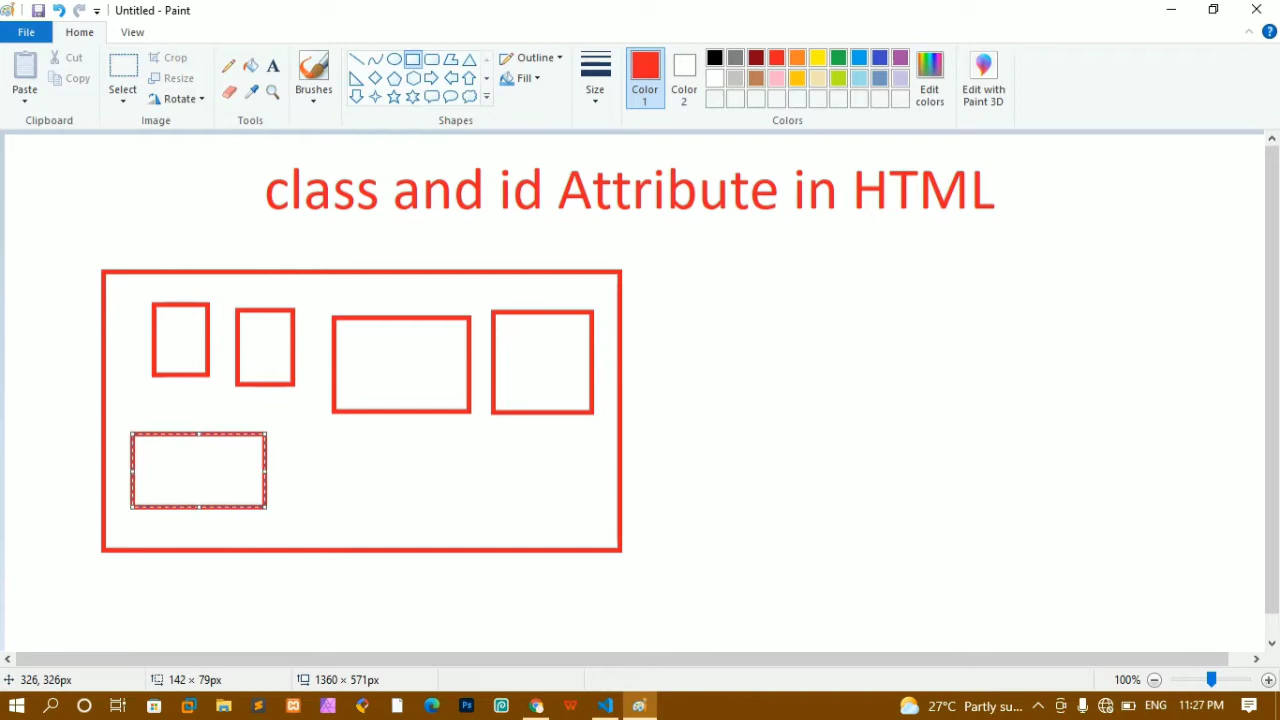 Untitled - Paint
File Home View
Paste
Cut
Copy
Clipboard
Select
Crop
Resize
Rotate
Image
Tools
Brushes
Shapes
Outline
Fill
Size
Color 1
Color 2
Colors
Edit colors
Edit with Paint 3D
class and id Attribute in HTML
326, 326px 142 × 79px 1360 × 571px 100%
27°C Partly su... ENG 11:27 PM